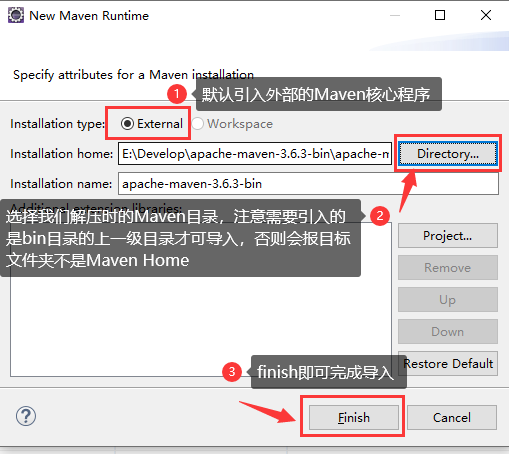 New Maven Runtime
Specify attributes for a Maven installation
1 默认引入外部的Maven核心程序
Installation type: External Workspace
Installation home: E:\Develop\apache-maven-3.6.3-bin\apache-m Directory...
Installation name: apache-maven-3.6.3-bin
Additional extension libraries:
选择我们解压时的Maven目录，注意需要引入的 2
是bin目录的上一级目录才可导入，否则会报目标
文件夹不是Maven Home
Project...
Remove
Up
Down
Restore Default
3 finish即可完成导入
? Finish Cancel